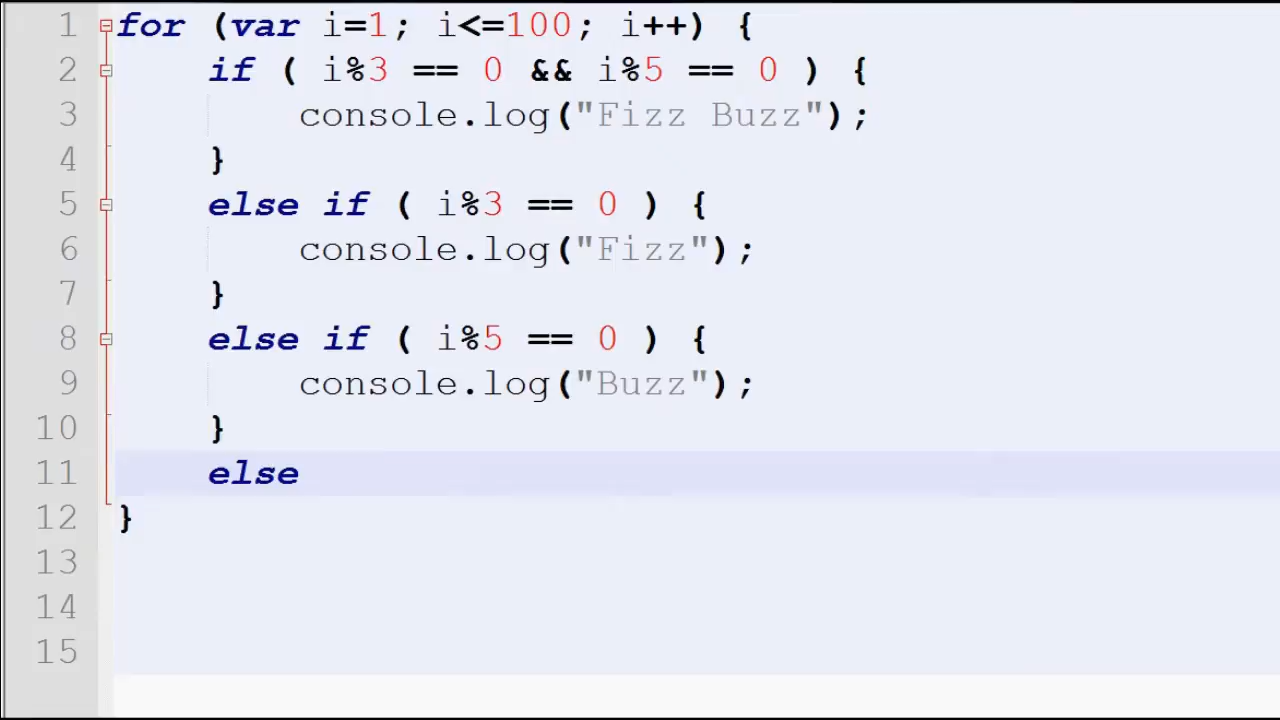 1 for (var i=1; i<=100; i++) {
2     if ( i%3 == 0 && i%5 == 0 ) {
3         console.log("Fizz Buzz");
4     }
5     else if ( i%3 == 0 ) {
6         console.log("Fizz");
7     }
8     else if ( i%5 == 0 ) {
9         console.log("Buzz");
10     }
11     else
12 }
13
14
15